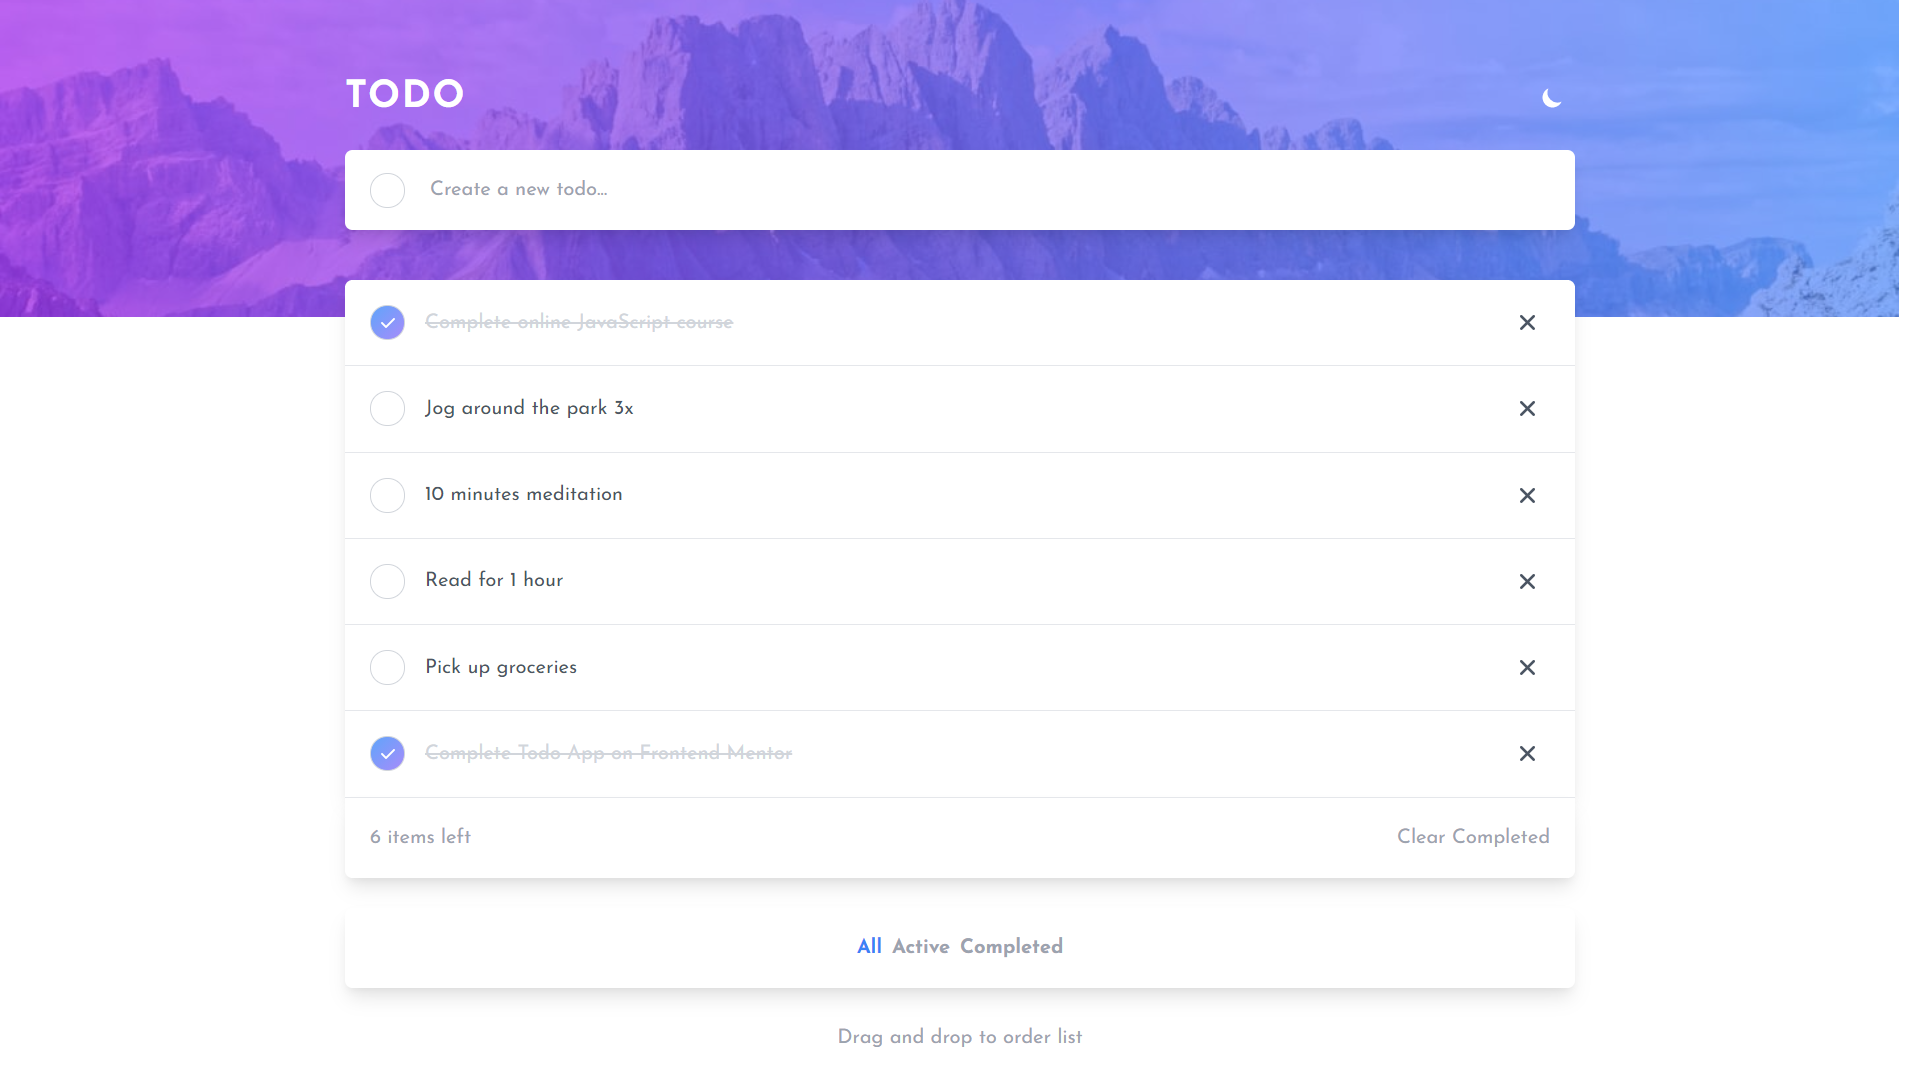 TODO
Create a new todo...
Complete online JavaScript course
Jog around the park 3x
10 minutes meditation
Read for 1 hour
Pick up groceries
Complete Todo App on Frontend Mentor
6 items left
Clear Completed
All Active Completed
Drag and drop to order list